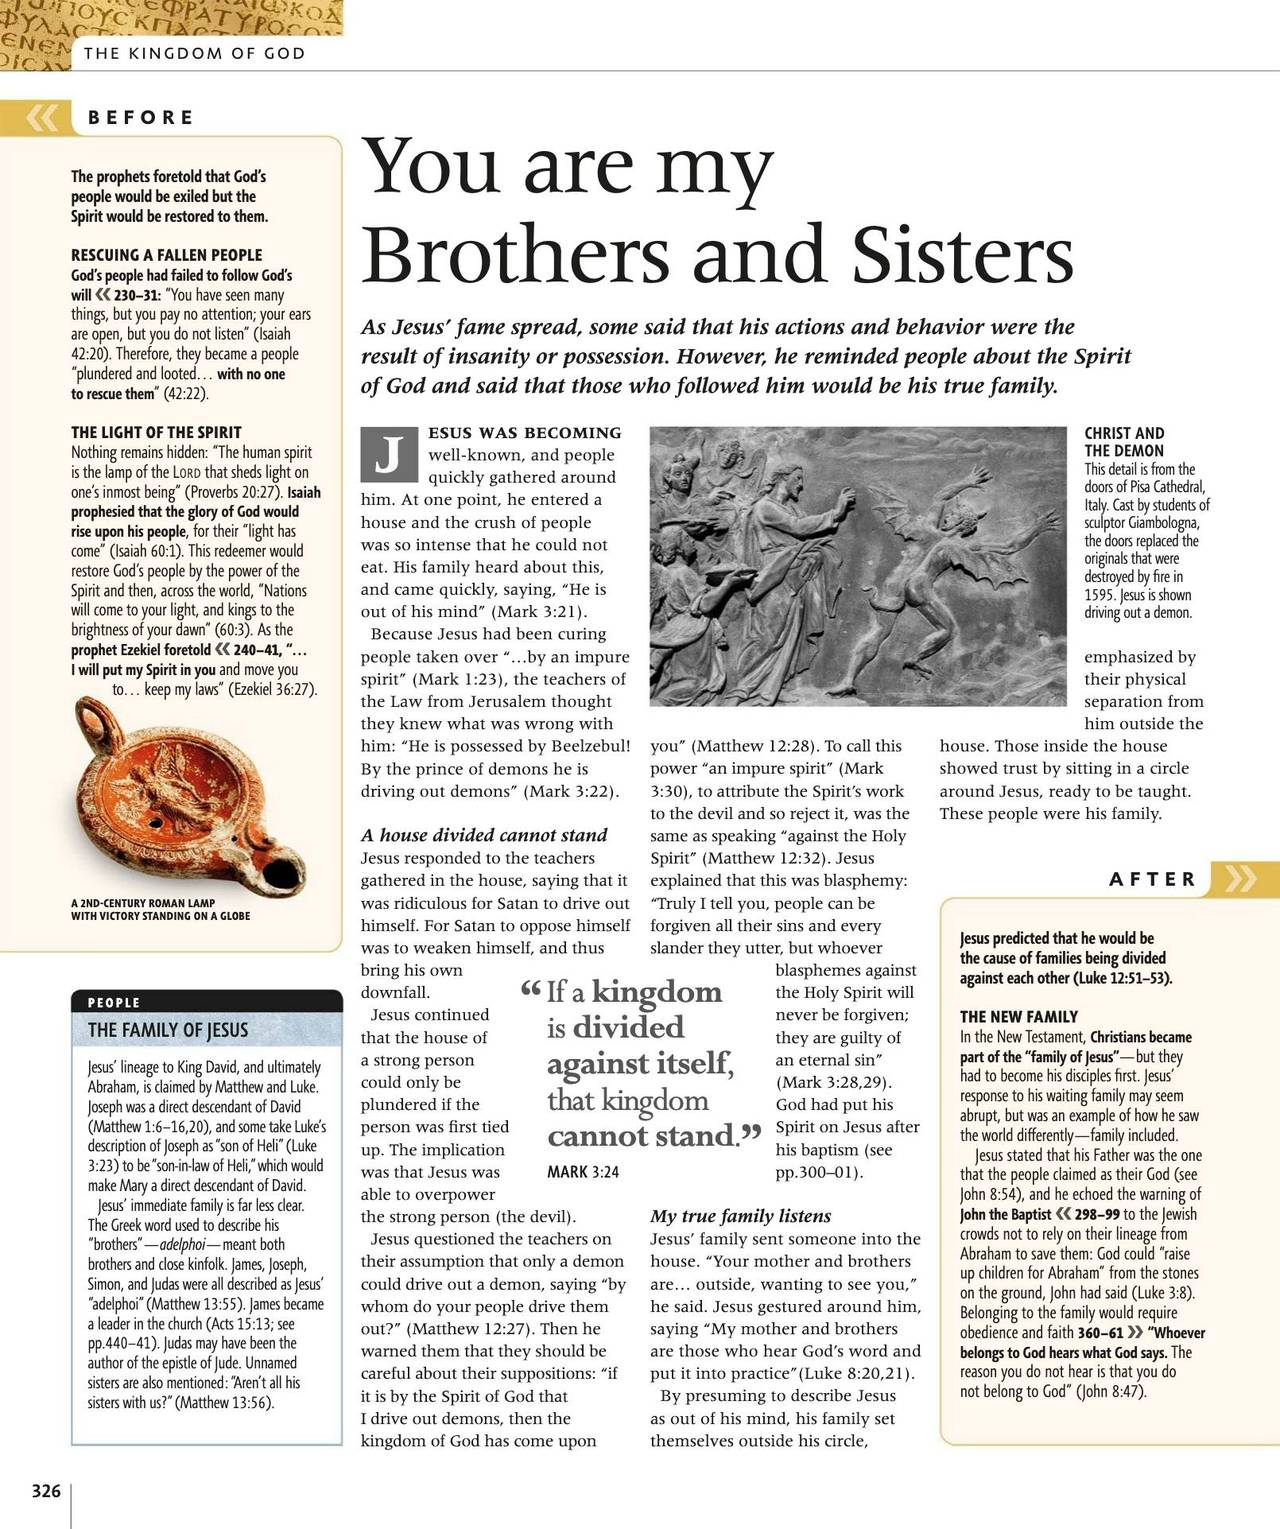 THE KINGDOM OF GOD
BEFORE
The prophets foretold that God's
people would be exiled but the
Spirit would be restored to them.
RESCUING A FALLEN PEOPLE
God's people had failed to follow God's
will « 230–31: "You have seen many
things, but you pay no attention; your ears
are open, but you do not listen" (Isaiah
42:20). Therefore, they became a people
"plundered and looted… with no one
to rescue them" (42:22).
THE LIGHT OF THE SPIRIT
Nothing remains hidden: "The human spirit
is the lamp of the LORD that sheds light on
one's inmost being" (Proverbs 20:27). Isaiah
prophesied that the glory of God would
rise upon his people, for their "light has
come" (Isaiah 60:1). This redeemer would
restore God's people by the power of the
Spirit and then, across the world, "Nations
will come to your light, and kings to the
brightness of your dawn" (60:3). As the
prophet Ezekiel foretold « 240–41, "…
I will put my Spirit in you and move you
to… keep my laws" (Ezekiel 36:27).
A 2ND-CENTURY ROMAN LAMP
WITH VICTORY STANDING ON A GLOBE
PEOPLE
THE FAMILY OF JESUS
Jesus' lineage to King David, and ultimately
Abraham, is claimed by Matthew and Luke.
Joseph was a direct descendant of David
(Matthew 1:6–16,20), and some take Luke's
description of Joseph as "son of Heli" (Luke
3:23) to be "son-in-law of Heli," which would
make Mary a direct descendant of David.
Jesus' immediate family is far less clear.
The Greek word used to describe his
"brothers"—adelphoi—meant both
brothers and close kinfolk. James, Joseph,
Simon, and Judas were all described as Jesus'
"adelphoi" (Matthew 13:55). James became
a leader in the church (Acts 15:13; see
pp.440–41). Judas may have been the
author of the epistle of Jude. Unnamed
sisters are also mentioned: "Aren't all his
sisters with us?" (Matthew 13:56).
You are my
Brothers and Sisters
As Jesus' fame spread, some said that his actions and behavior were the
result of insanity or possession. However, he reminded people about the Spirit
of God and said that those who followed him would be his true family.
JESUS WAS BECOMING
well-known, and people
quickly gathered around
him. At one point, he entered a
house and the crush of people
was so intense that he could not
eat. His family heard about this,
and came quickly, saying, "He is
out of his mind" (Mark 3:21).
Because Jesus had been curing
people taken over "…by an impure
spirit" (Mark 1:23), the teachers of
the Law from Jerusalem thought
they knew what was wrong with
him: "He is possessed by Beelzebul!
By the prince of demons he is
driving out demons" (Mark 3:22).
A house divided cannot stand
Jesus responded to the teachers
gathered in the house, saying that it
was ridiculous for Satan to drive out
himself. For Satan to oppose himself
was to weaken himself, and thus
bring his own
downfall.
Jesus continued
that the house of
a strong person
could only be
plundered if the
person was first tied
up. The implication
was that Jesus was
able to overpower
the strong person (the devil).
Jesus questioned the teachers on
their assumption that only a demon
could drive out a demon, saying "by
whom do your people drive them
out?" (Matthew 12:27). Then he
warned them that they should be
careful about their suppositions: "if
it is by the Spirit of God that
I drive out demons, then the
kingdom of God has come upon
"If a kingdom
is divided
against itself,
that kingdom
cannot stand."
MARK 3:24
you" (Matthew 12:28). To call this
power "an impure spirit" (Mark
3:30), to attribute the Spirit's work
to the devil and so reject it, was the
same as speaking "against the Holy
Spirit" (Matthew 12:32). Jesus
explained that this was blasphemy:
"Truly I tell you, people can be
forgiven all their sins and every
slander they utter, but whoever
blasphemes against
the Holy Spirit will
never be forgiven;
they are guilty of
an eternal sin"
(Mark 3:28,29).
God had put his
Spirit on Jesus after
his baptism (see
pp.300–01).
My true family listens
Jesus' family sent someone into the
house. "Your mother and brothers
are… outside, wanting to see you,"
he said. Jesus gestured around him,
saying "My mother and brothers
are those who hear God's word and
put it into practice"(Luke 8:20,21).
By presuming to describe Jesus
as out of his mind, his family set
themselves outside his circle,
CHRIST AND
THE DEMON
This detail is from the
doors of Pisa Cathedral,
Italy. Cast by students of
sculptor Giambologna,
the doors replaced the
originals that were
destroyed by fire in
1595. Jesus is shown
driving out a demon.
emphasized by
their physical
separation from
him outside the
house. Those inside the house
showed trust by sitting in a circle
around Jesus, ready to be taught.
These people were his family.
AFTER
Jesus predicted that he would be
the cause of families being divided
against each other (Luke 12:51–53).
THE NEW FAMILY
In the New Testament, Christians became
part of the "family of Jesus"—but they
had to become his disciples first. Jesus'
response to his waiting family may seem
abrupt, but was an example of how he saw
the world differently—family included.
Jesus stated that his Father was the one
that the people claimed as their God (see
John 8:54), and he echoed the warning of
John the Baptist « 298–99 to the Jewish
crowds not to rely on their lineage from
Abraham to save them: God could "raise
up children for Abraham" from the stones
on the ground, John had said (Luke 3:8).
Belonging to the family would require
obedience and faith 360–61 » "Whoever
belongs to God hears what God says. The
reason you do not hear is that you do
not belong to God" (John 8:47).
326